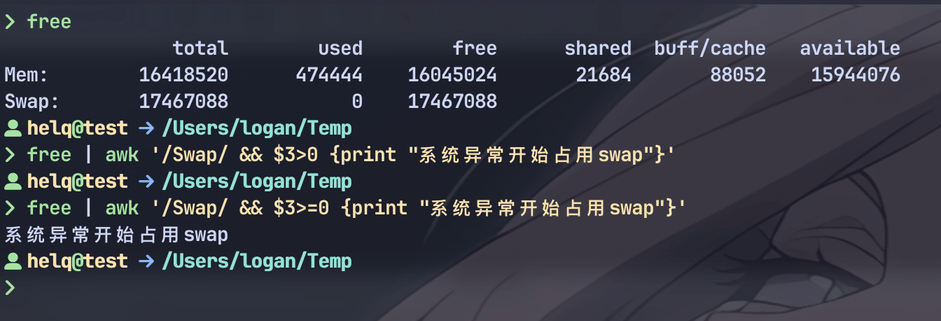 ❯ free
               total        used        free      shared  buff/cache   available
Mem:        16418520      474444    16045024       21684       88052    15944076
Swap:       17467088           0    17467088
helq@test → /Users/logan/Temp
❯ free | awk '/Swap/ && $3>0 {print "系统异常开始占用swap"}'
helq@test → /Users/logan/Temp
❯ free | awk '/Swap/ && $3>=0 {print "系统异常开始占用swap"}'
系统异常开始占用swap
helq@test → /Users/logan/Temp
❯